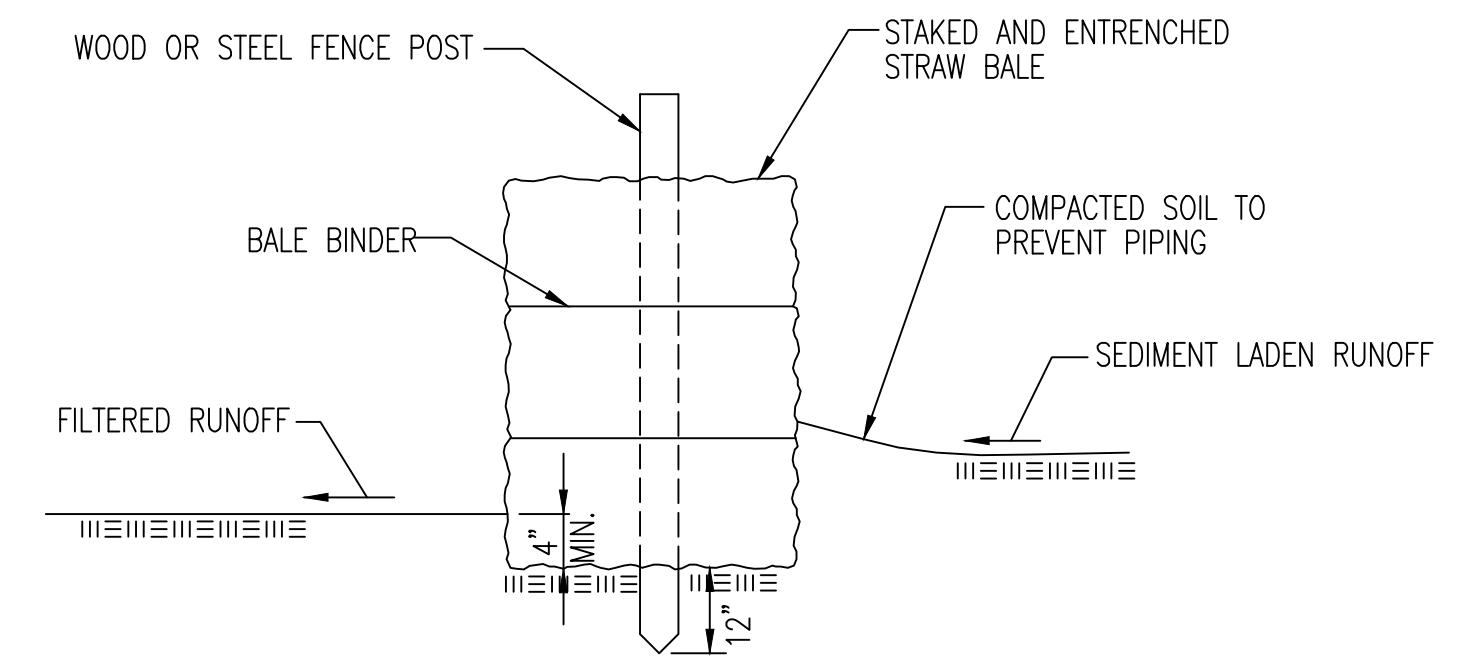 WOOD OR STEEL FENCE POST
STAKED AND ENTRENCHED
STRAW BALE
BALE BINDER
COMPACTED SOIL TO
PREVENT PIPING
SEDIMENT LADEN RUNOFF
FILTERED RUNOFF
4"
MIN.
12"